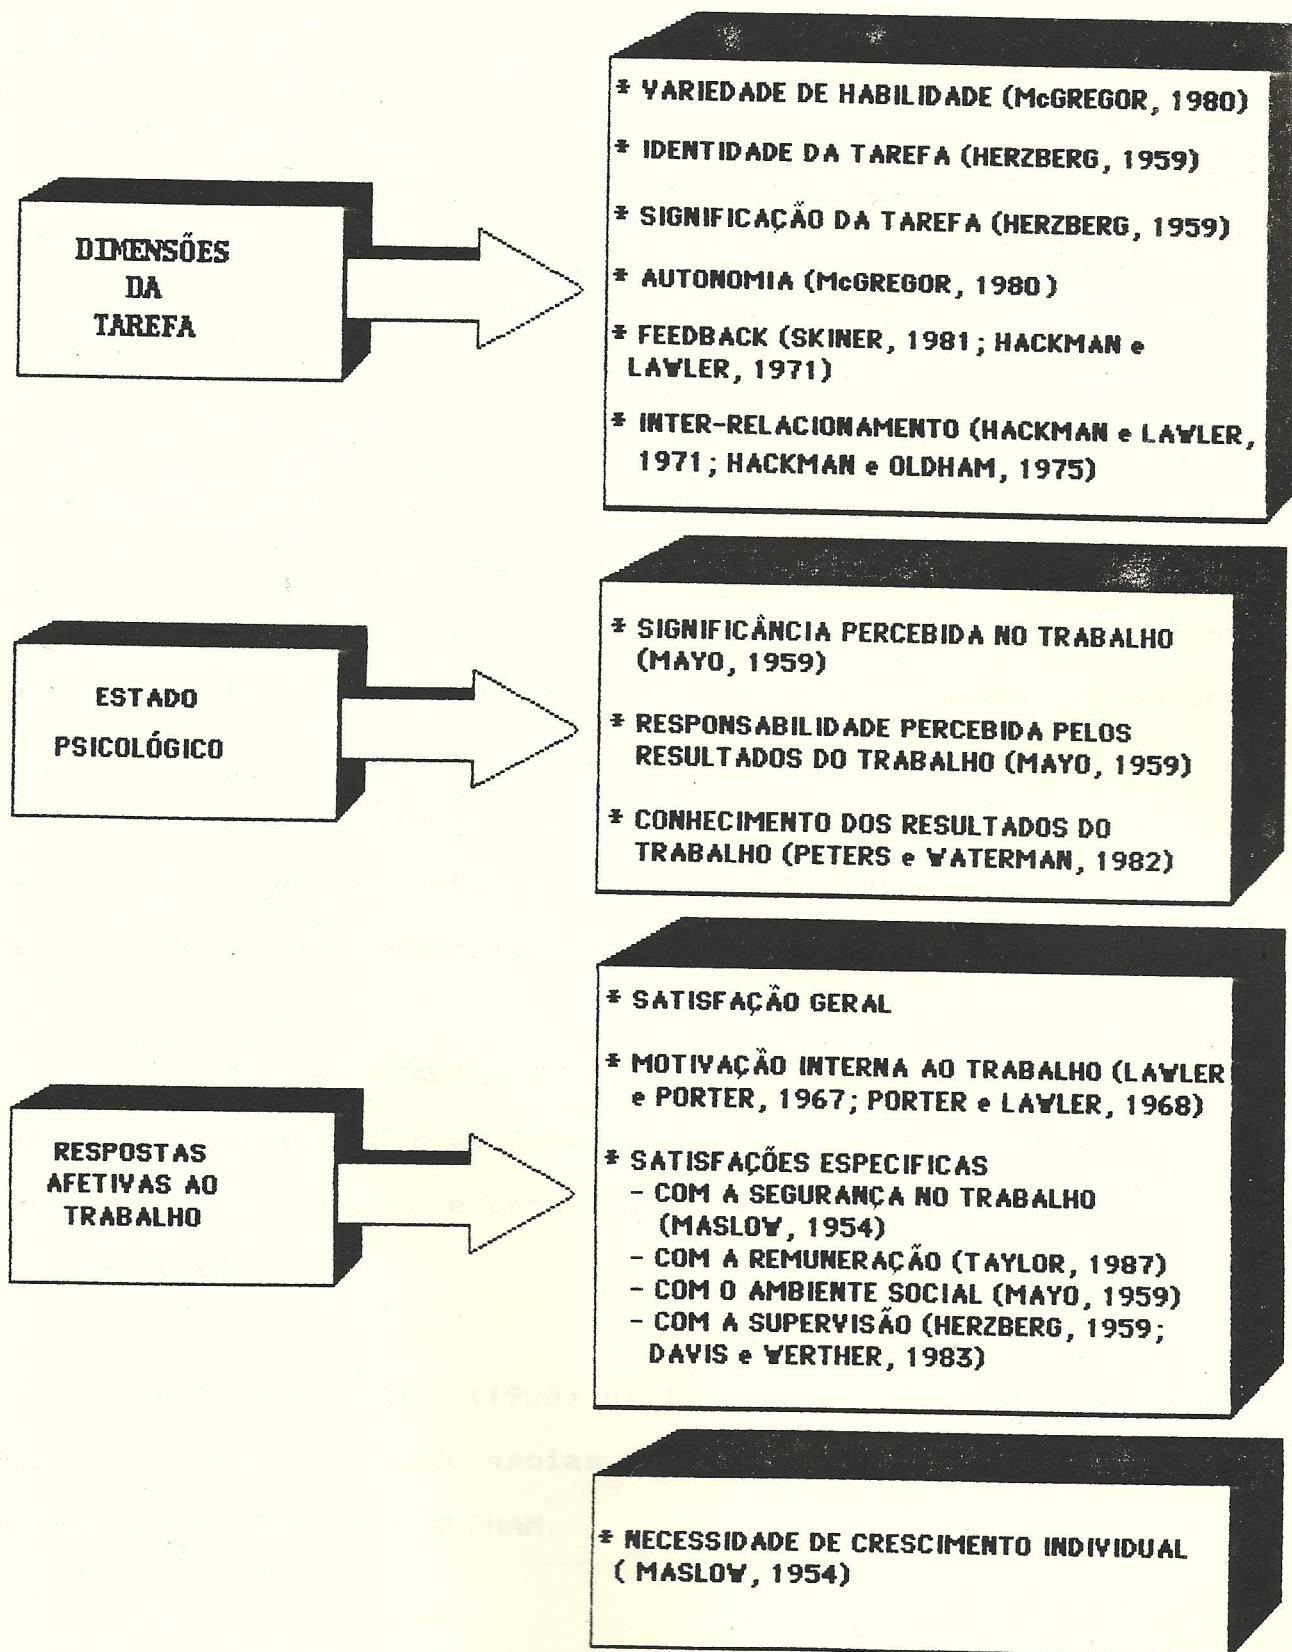 DIMENSÕES
DA
TAREFA
* VARIEDADE DE HABILIDADE (McGREGOR, 1980)
* IDENTIDADE DA TAREFA (HERZBERG, 1959)
* SIGNIFICAÇÃO DA TAREFA (HERZBERG, 1959)
* AUTONOMIA (McGREGOR, 1980)
* FEEDBACK (SKINER, 1981; HACKMAN e
LAWLER, 1971)
* INTER-RELACIONAMENTO (HACKMAN e LAWLER,
1971; HACKMAN e OLDHAM, 1975)
ESTADO
PSICOLÓGICO
* SIGNIFICÂNCIA PERCEBIDA NO TRABALHO
(MAYO, 1959)
* RESPONSABILIDADE PERCEBIDA PELOS
RESULTADOS DO TRABALHO (MAYO, 1959)
* CONHECIMENTO DOS RESULTADOS DO
TRABALHO (PETERS e WATERMAN, 1982)
RESPOSTAS
AFETIVAS AO
TRABALHO
* SATISFAÇÃO GERAL
* MOTIVAÇÃO INTERNA AO TRABALHO (LAWLER
e PORTER, 1967; PORTER e LAWLER, 1968)
* SATISFAÇÕES ESPECIFICAS
- COM A SEGURANÇA NO TRABALHO
(MASLOW, 1954)
- COM A REMUNERAÇÃO (TAYLOR, 1987)
- COM O AMBIENTE SOCIAL (MAYO, 1959)
- COM A SUPERVISÃO (HERZBERG, 1959;
DAVIS e WERTHER, 1983)
* NECESSIDADE DE CRESCIMENTO INDIVIDUAL
( MASLOW, 1954)